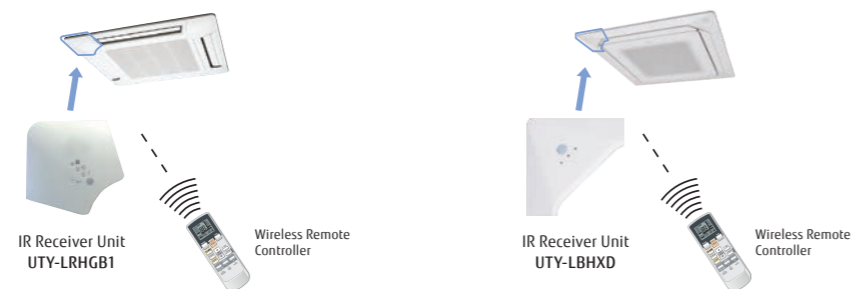 IR Receiver Unit
UTY-LRHGB1
Wireless Remote
Controller
IR Receiver Unit
UTY-LBHXD
Wireless Remote
Controller